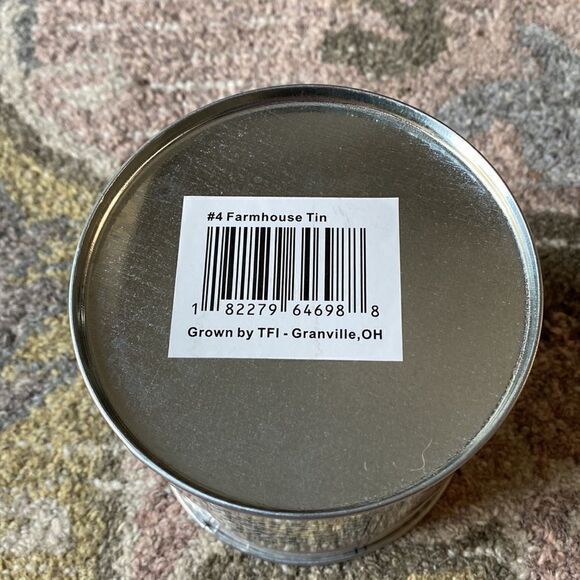 #4 Farmhouse Tin
1 82279 64698 8
Grown by TFI - Granville,OH